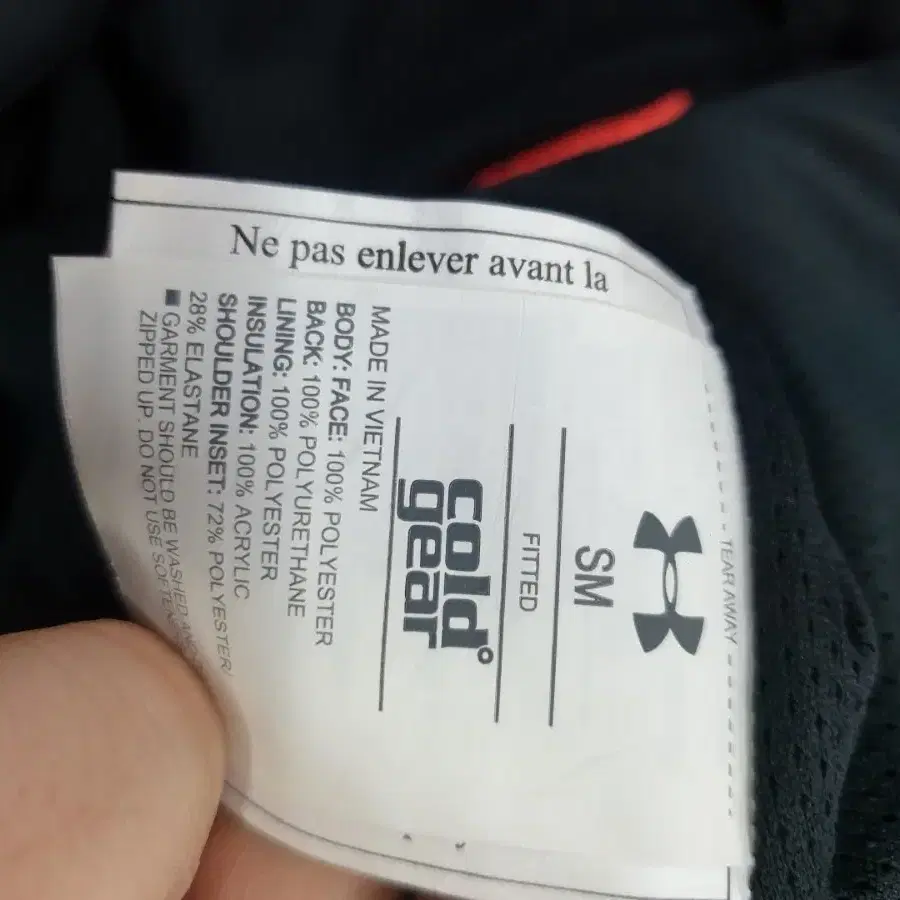 Ne pas enlever avant la
TEAR AWAY
SM
FITTED
cold
gear
MADE IN VIETNAM
BODY: FACE: 100% POLYESTER
BACK: 100% POLYURETHANE
LINING: 100% POLYESTER
INSULATION: 100% ACRYLIC
SHOULDER INSET: 72% POLYESTER/
28% ELASTANE
■ GARMENT SHOULD BE WASHED AND
ZIPPED UP. DO NOT USE